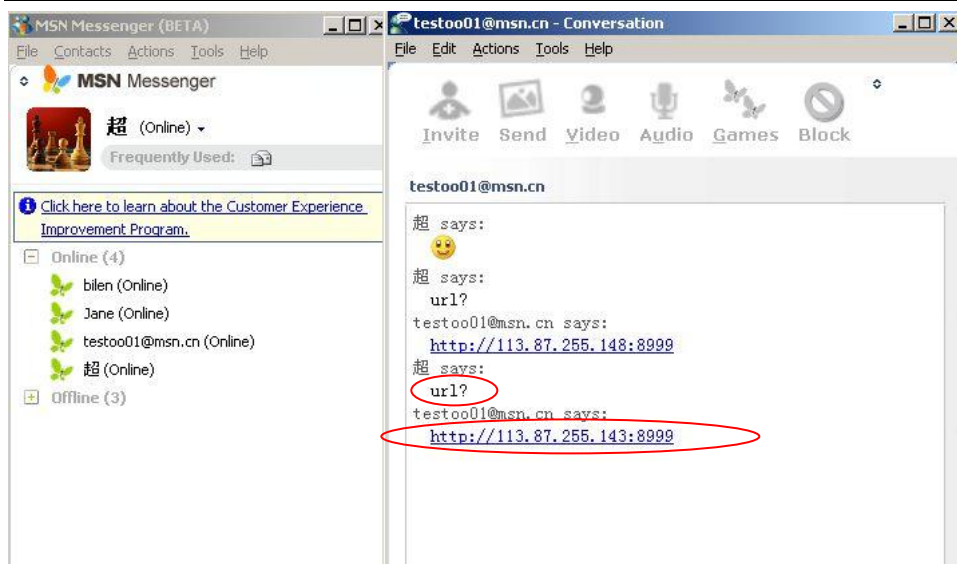 MSN Messenger (BETA)
File Contacts Actions Tools Help
MSN Messenger
超 (Online)
Frequently Used:
Click here to learn about the Customer Experience
Improvement Program.
Online (4)
bilen (Online)
Jane (Online)
testoo01@msn.cn (Online)
超 (Online)
Offline (3)
testoo01@msn.cn - Conversation
File Edit Actions Tools Help
Invite Send Video Audio Games Block
testoo01@msn.cn
超 says:
超 says:
url?
testoo01@msn.cn says:
http://113.87.255.148:8999
超 says:
url?
testoo01@msn.cn says:
http://113.87.255.143:8999